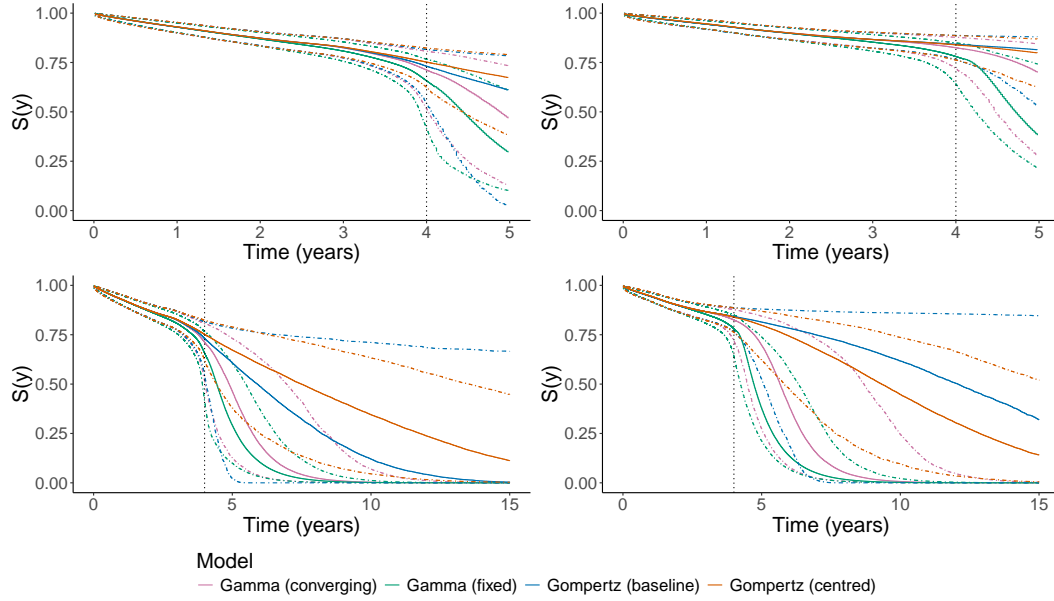 1.00
0.75
0.50
0.25
0.00
S(y)
0 1 2 3 4 5
Time (years)
1.00
0.75
0.50
0.25
0.00
S(y)
0 1 2 3 4 5
Time (years)
1.00
0.75
0.50
0.25
0.00
S(y)
0 5 10 15
Time (years)
1.00
0.75
0.50
0.25
0.00
S(y)
0 5 10 15
Time (years)
Model
Gamma (converging) Gamma (fixed) Gompertz (baseline) Gompertz (centred)